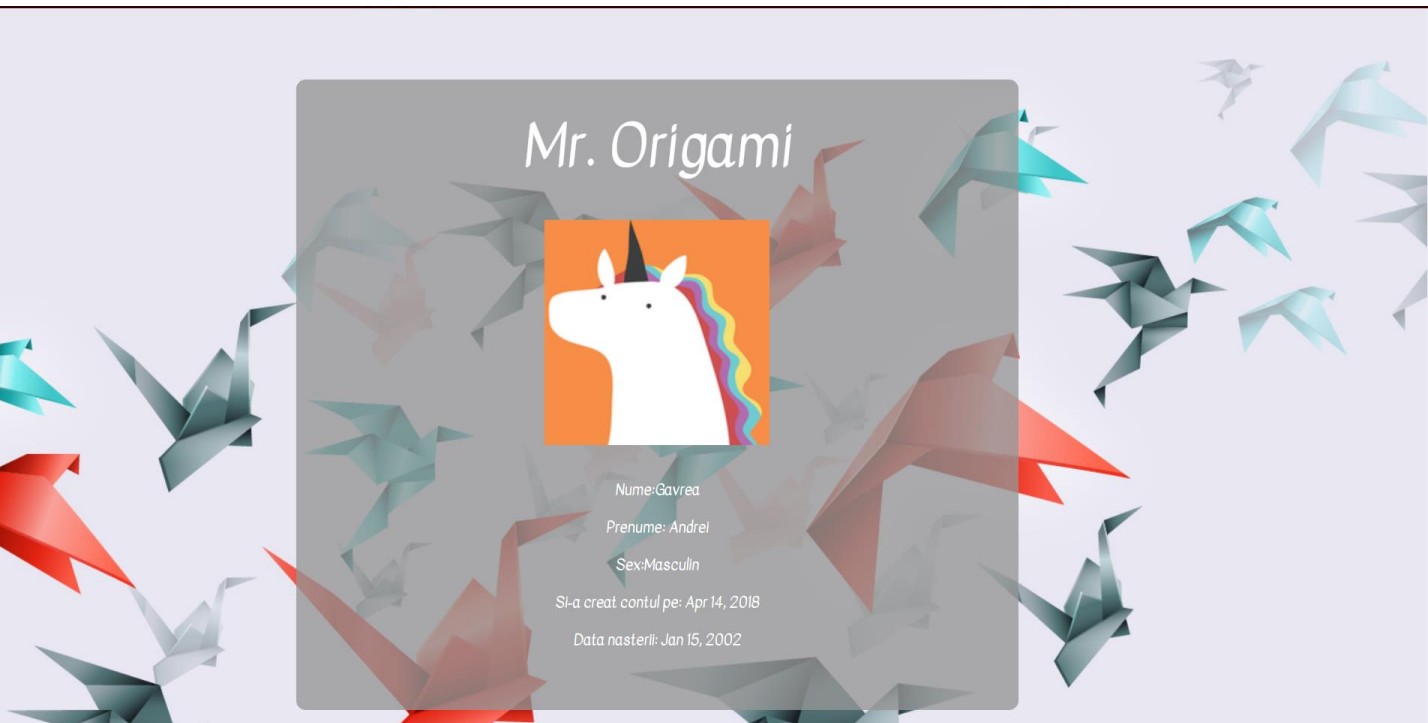 Mr. Origami
Nume:Gavrea
Prenume: Andrei
Sex:Masculin
Si-a creat contul pe: Apr 14, 2018
Data nasterii: Jan 15, 2002